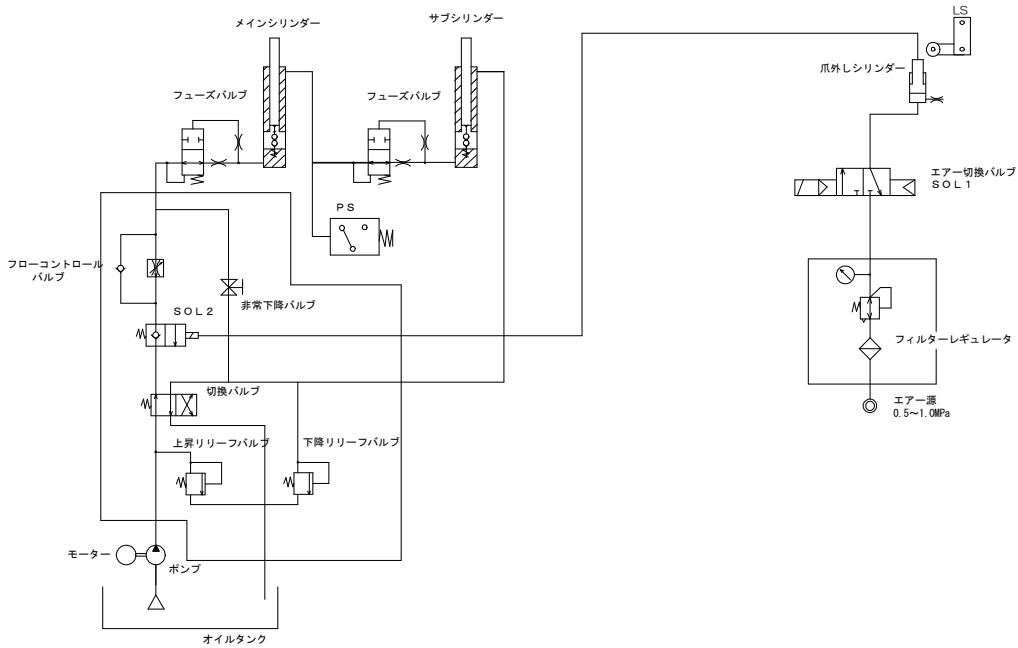 LS
メインシリンダー
サブシリンダー
爪外しシリンダー
フューズバルブ
フューズバルブ
エアー切換バルブ
SOL1
PS
フローコントロール
バルブ
非常下降バルブ
SOL2
フィルターレギュレータ
切換バルブ
エアー源
0.5~1.0MPa
上昇リリーフバルブ
下降リリーフバルブ
モーター
ポンプ
オイルタンク